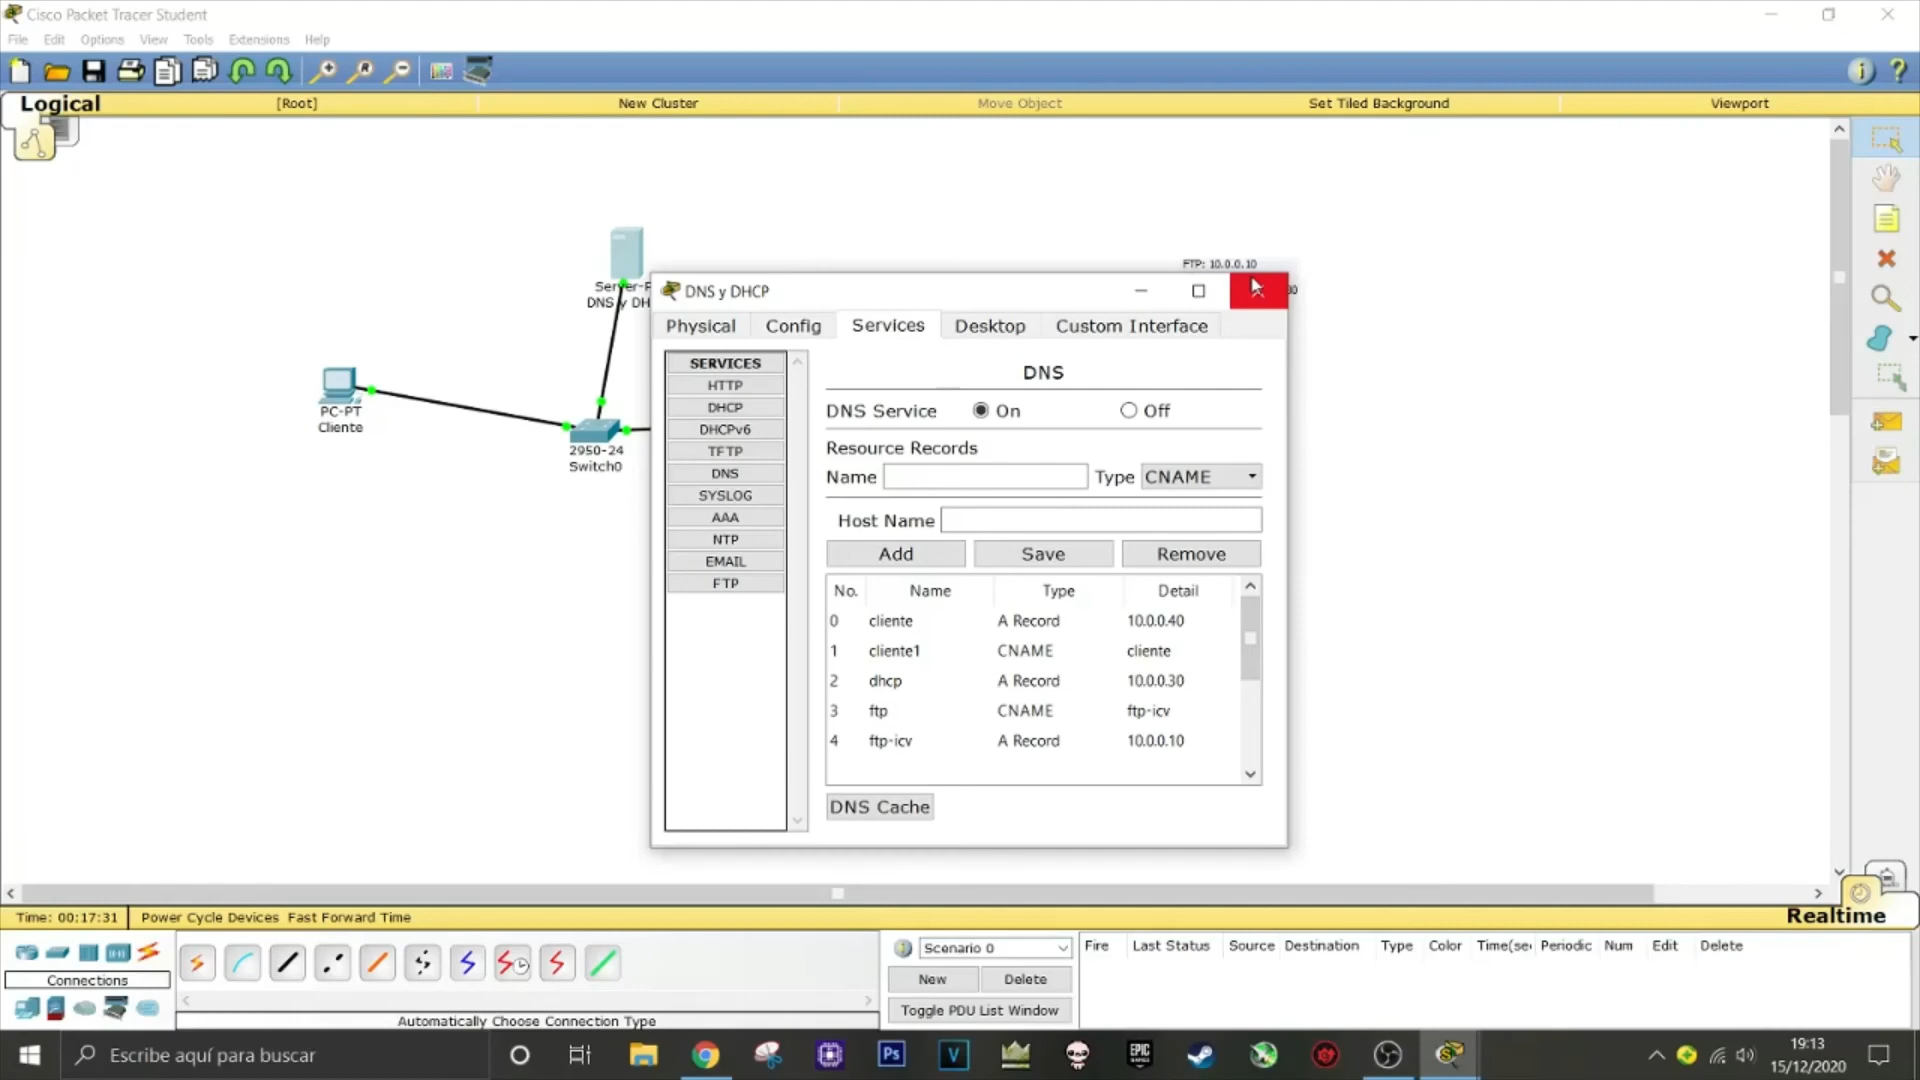 Cisco Packet Tracer Student
File Edit Options View Tools Extensions Help
Logical [Root] New Cluster Move Object Set Tiled Background Viewport
FTP: 10.0.0.10
DNS y DHCP
Physical Config Services Desktop Custom Interface
SERVICES
HTTP
DHCP
DHCPv6
TFTP
DNS
SYSLOG
AAA
NTP
EMAIL
FTP
DNS
DNS Service On Off
Resource Records
Name Type CNAME
Host Name
Add Save Remove
No. Name Type Detail
0 cliente A Record 10.0.0.40
1 cliente1 CNAME cliente
2 dhcp A Record 10.0.0.30
3 ftp CNAME ftp-icv
4 ftp-icv A Record 10.0.0.10
DNS Cache
PC-PT
Cliente
2950-24
Switch0
Time: 00:17:31 Power Cycle Devices Fast Forward Time
Realtime
Connections
Automatically Choose Connection Type
Scenario 0
New Delete
Toggle PDU List Window
Fire Last Status Source Destination Type Color Time(sec Periodic Num Edit Delete
Escribe aquí para buscar
Ps
V
EPIC
19:13
15/12/2020